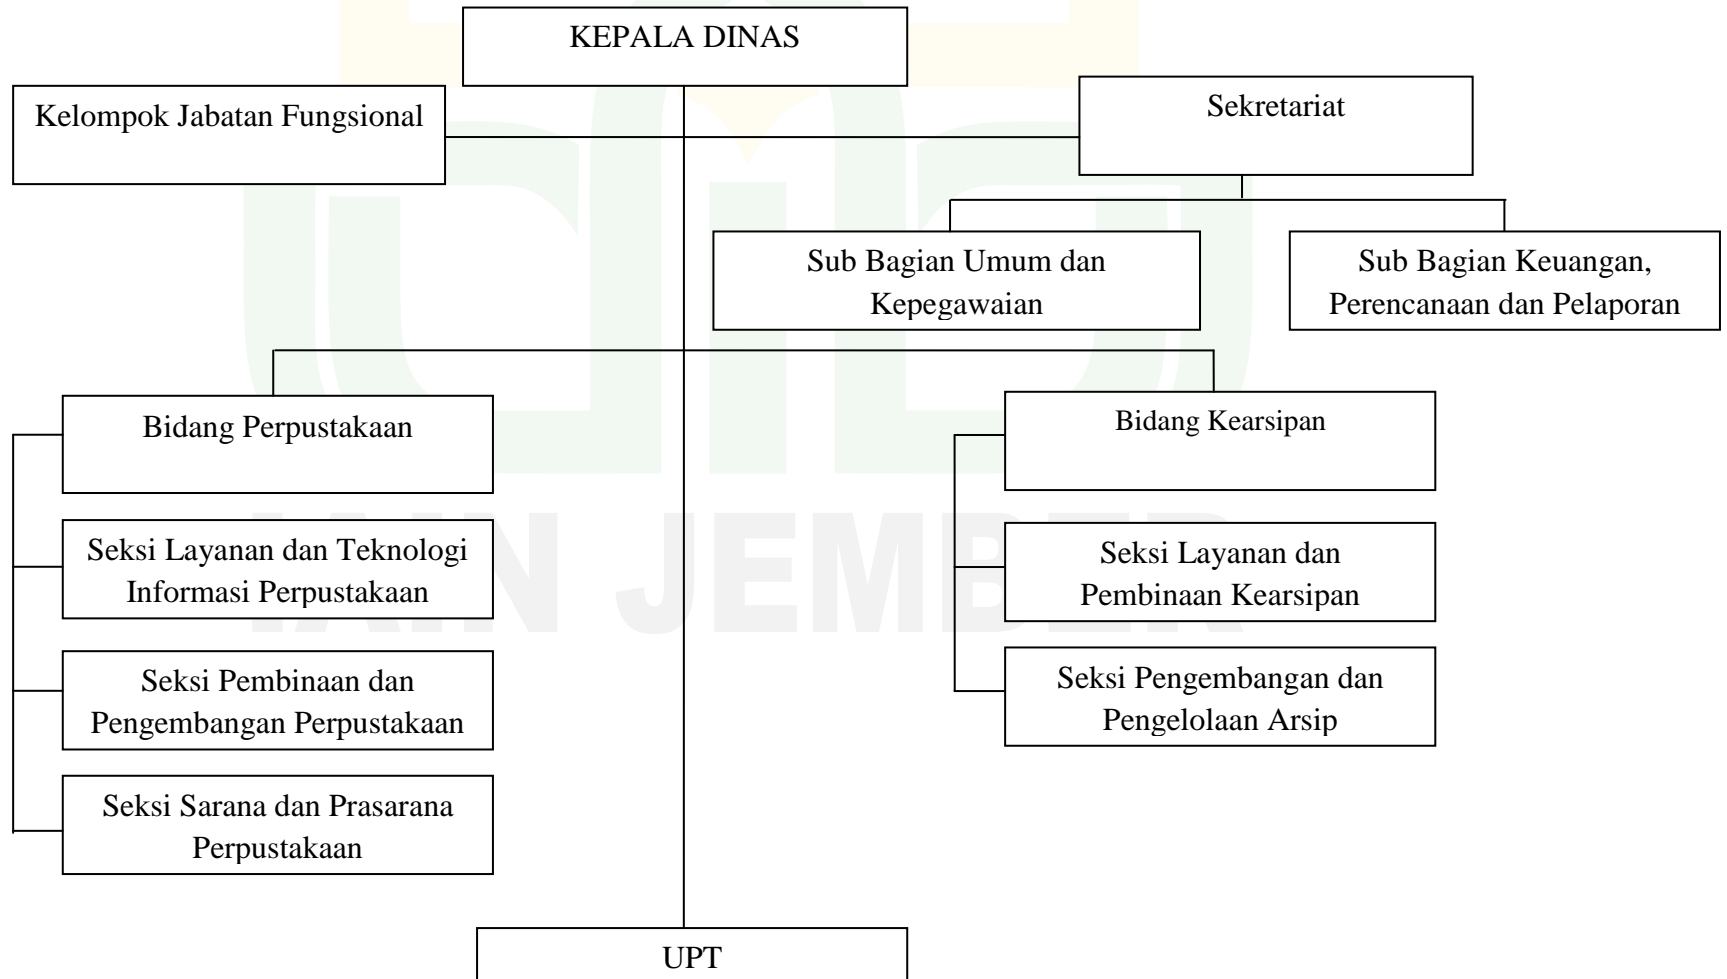 KEPALA DINAS
Kelompok Jabatan Fungsional
Sekretariat
Sub Bagian Umum dan
Kepegawaian
Sub Bagian Keuangan,
Perencanaan dan Pelaporan
Bidang Perpustakaan
Bidang Kearsipan
Seksi Layanan dan Teknologi
Informasi Perpustakaan
Seksi Layanan dan
Pembinaan Kearsipan
Seksi Pembinaan dan
Pengembangan Perpustakaan
Seksi Pengembangan dan
Pengelolaan Arsip
Seksi Sarana dan Prasarana
Perpustakaan
UPT
IAIN JEMBER